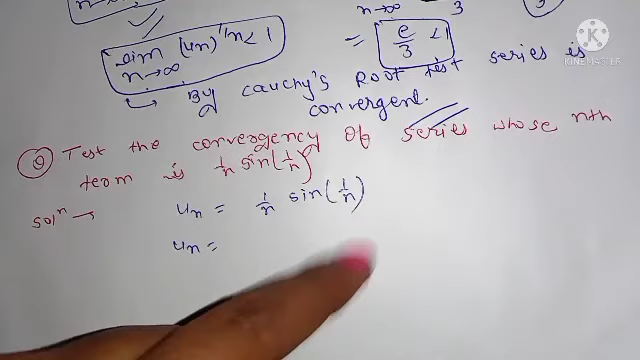 n→∞ 3
lim (un)^1/n < 1 = e/3 < 1
n→∞
By Cauchy's Root test series is
convergent.
Q Test the convergency of series whose nth
term is 1/n sin(1/n)
Solⁿ → un = 1/n sin(1/n)
un =
KINEMASTER